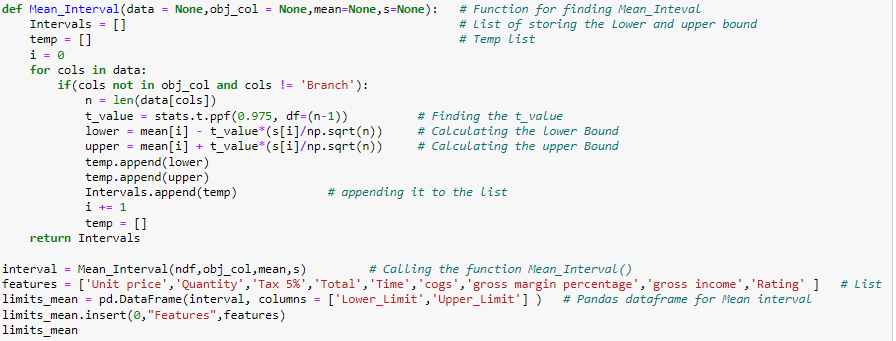 def Mean_Interval(data = None,obj_col = None,mean=None,s=None):   # Function for finding Mean_Inteval
    Intervals = []                                                # List of storing the Lower and upper bound
    temp = []                                                     # Temp list
    i = 0
    for cols in data:
        if(cols not in obj_col and cols != 'Branch'):
            n = len(data[cols])
            t_value = stats.t.ppf(0.975, df=(n-1))          # Finding the t_value
            lower = mean[i] - t_value*(s[i]/np.sqrt(n))     # Calculating the lower Bound
            upper = mean[i] + t_value*(s[i]/np.sqrt(n))     # Calculating the upper Bound
            temp.append(lower)
            temp.append(upper)
            Intervals.append(temp)             # appending it to the list
            i += 1
            temp = []
    return Intervals

interval = Mean_Interval(ndf,obj_col,mean,s)         # Calling the function Mean_Interval()
features = ['Unit price','Quantity','Tax 5%','Total','Time','cogs','gross margin percentage','gross income','Rating' ]   # List
limits_mean = pd.DataFrame(interval, columns = ['Lower_Limit','Upper_Limit'] )   # Pandas dataframe for Mean interval
limits_mean.insert(0,"Features",features)
limits_mean